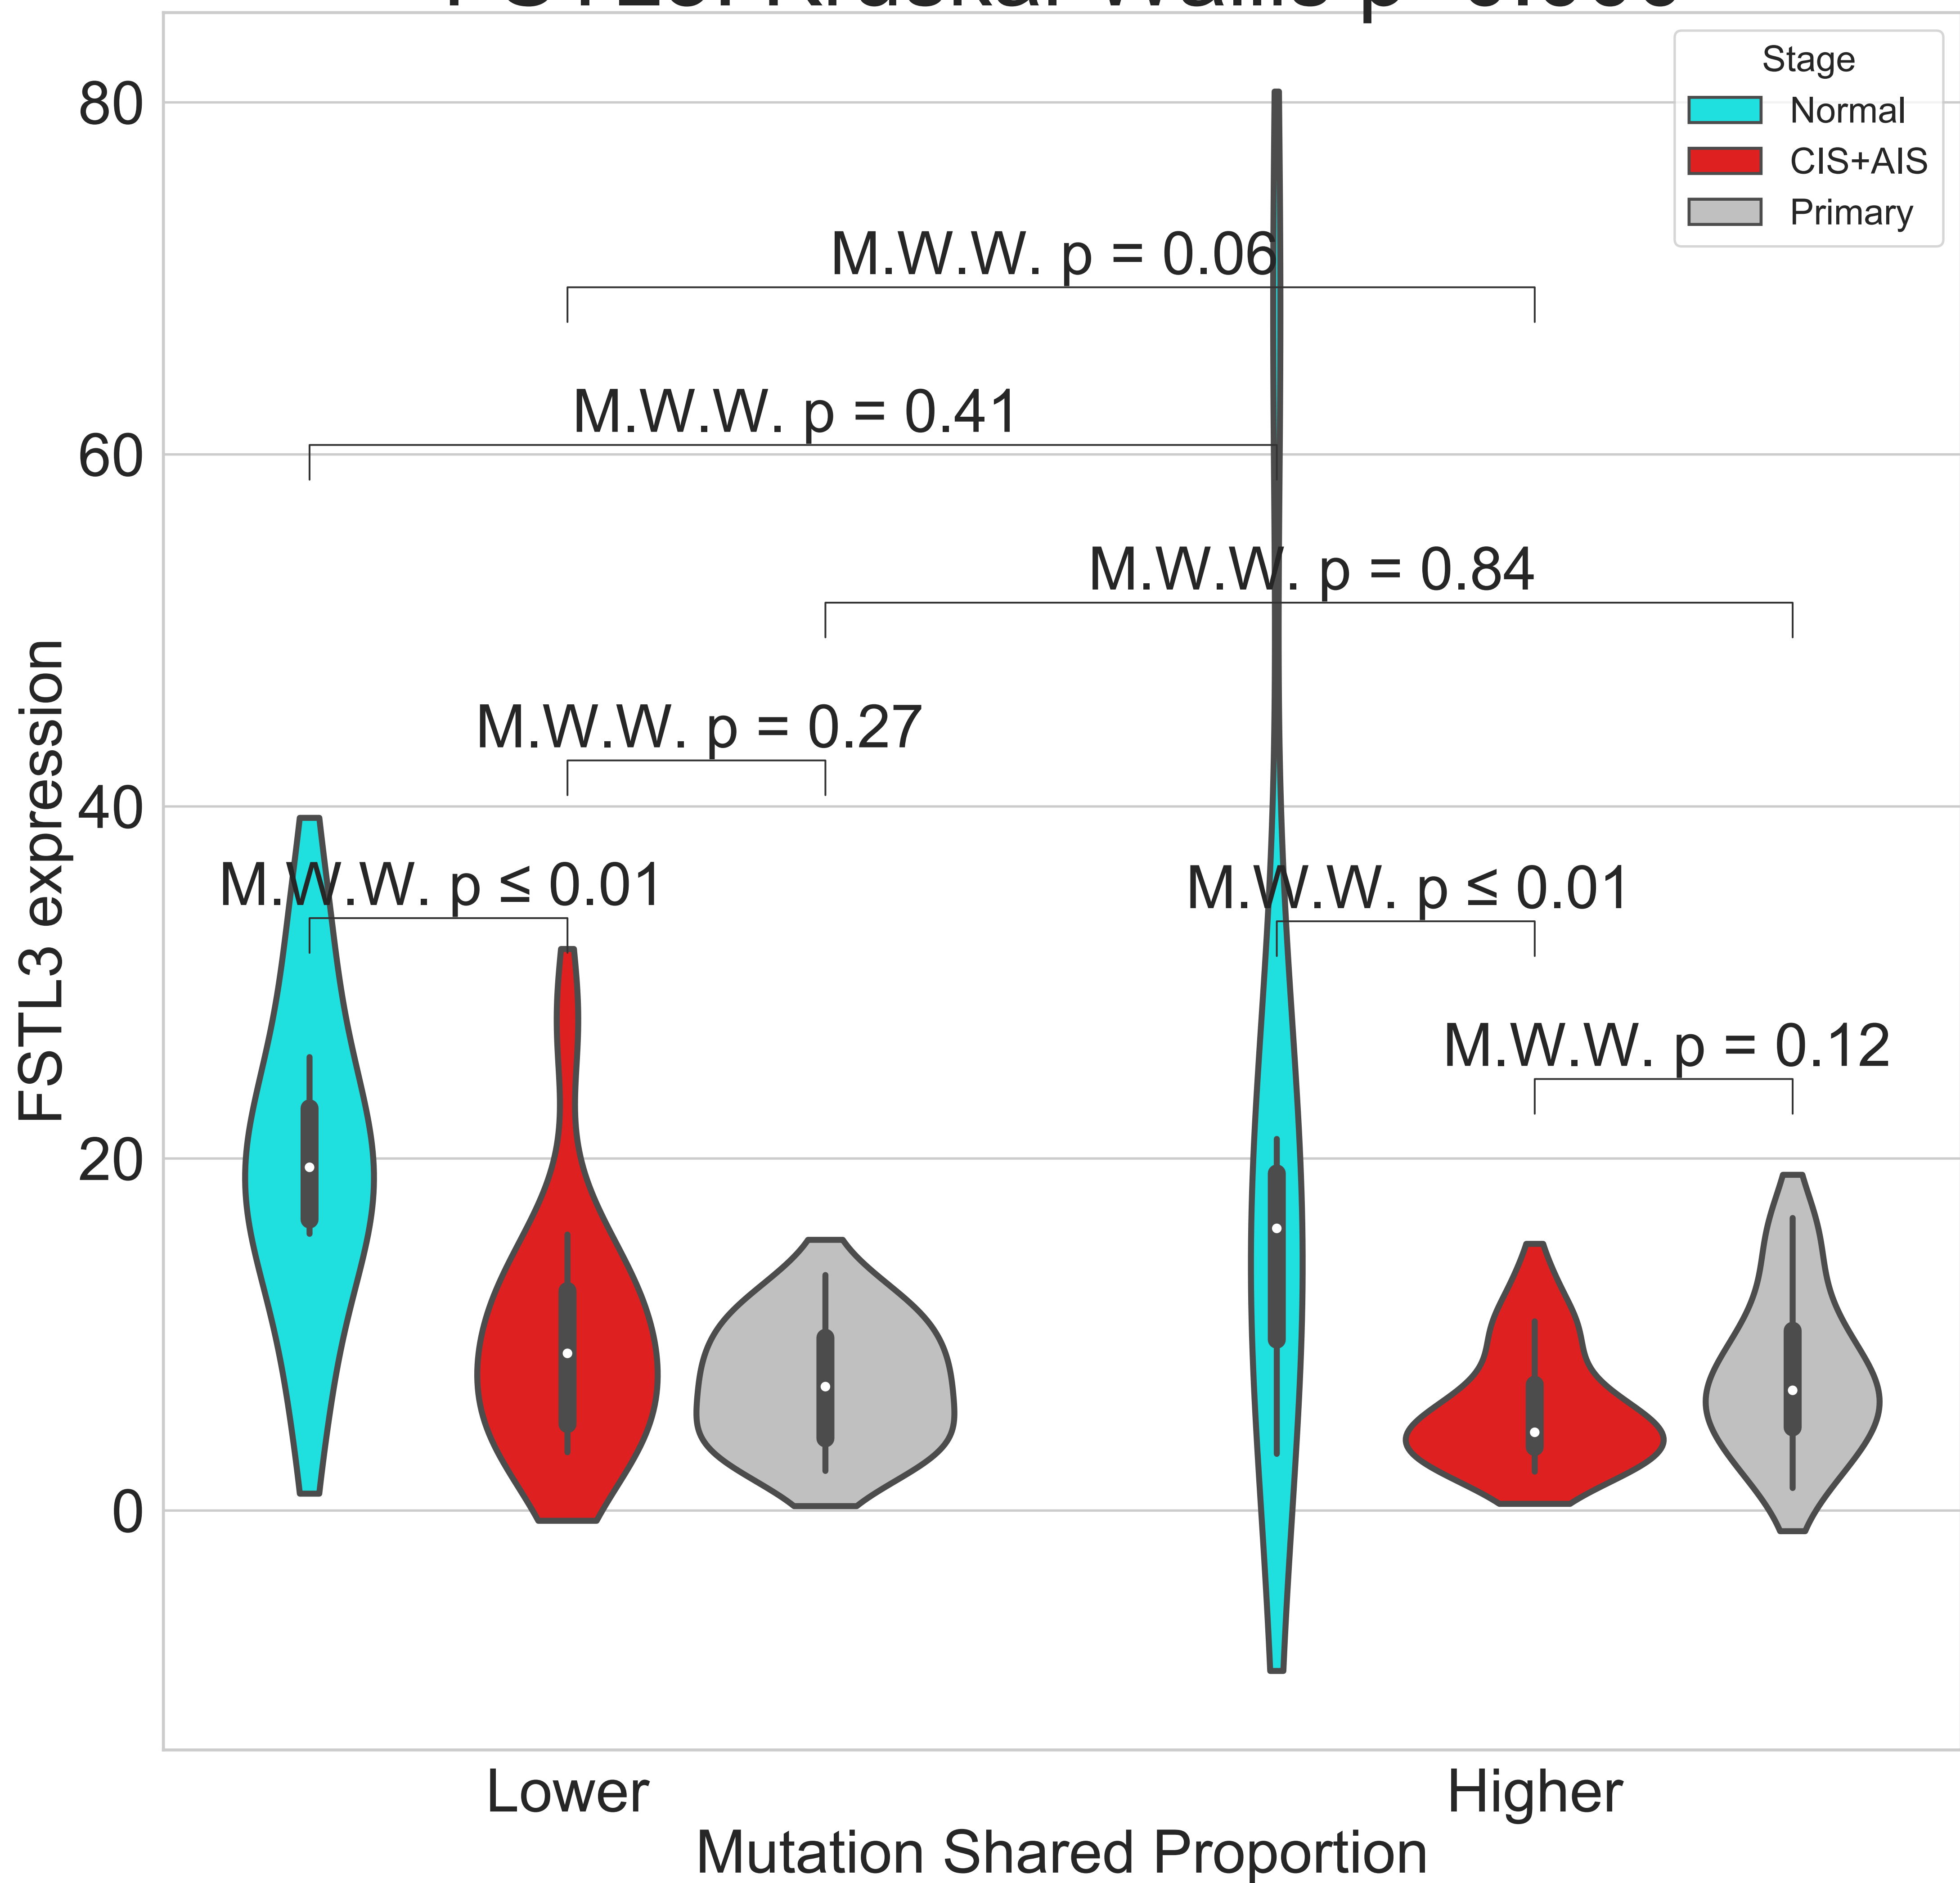 Stage
Normal
CIS+AIS
Primary
80
60
40
20
0
FSTL3 expression
M.W.W. p = 0.06
M.W.W. p = 0.41
M.W.W. p = 0.84
M.W.W. p = 0.27
M.W.W. p ≤ 0.01
M.W.W. p ≤ 0.01
M.W.W. p = 0.12
Lower
Higher
Mutation Shared Proportion